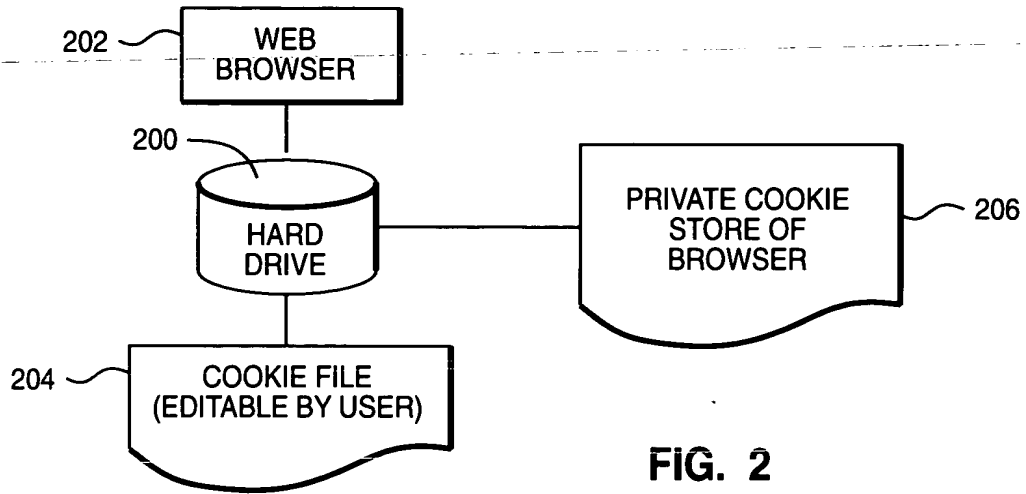 202
WEB
BROWSER
200
HARD
DRIVE
PRIVATE COOKIE
STORE OF
BROWSER
206
204
COOKIE FILE
(EDITABLE BY USER)
FIG. 2